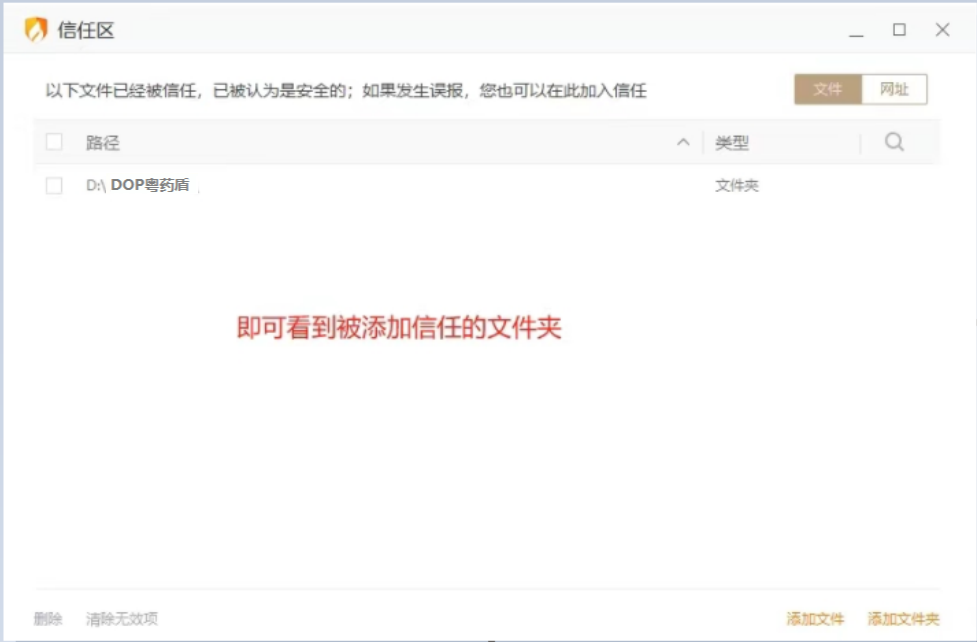 信任区
以下文件已经被信任，已被认为是安全的；如果发生误报，您也可以在此加入信任
文件 网址
路径 类型
D:\ DOP粤药盾 文件夹
即可看到被添加信任的文件夹
删除 清除无效项 添加文件 添加文件夹